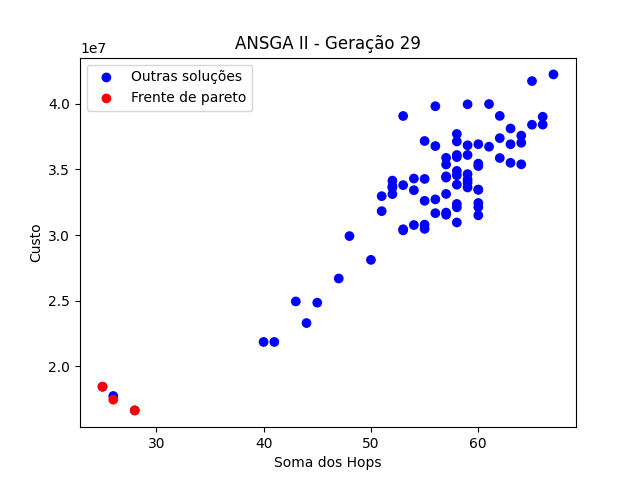 ANSGA II - Geração 29
1e7
Outras soluções
Frente de pareto
4.0
3.5
3.0
2.5
2.0
Custo
30 40 50 60
Soma dos Hops